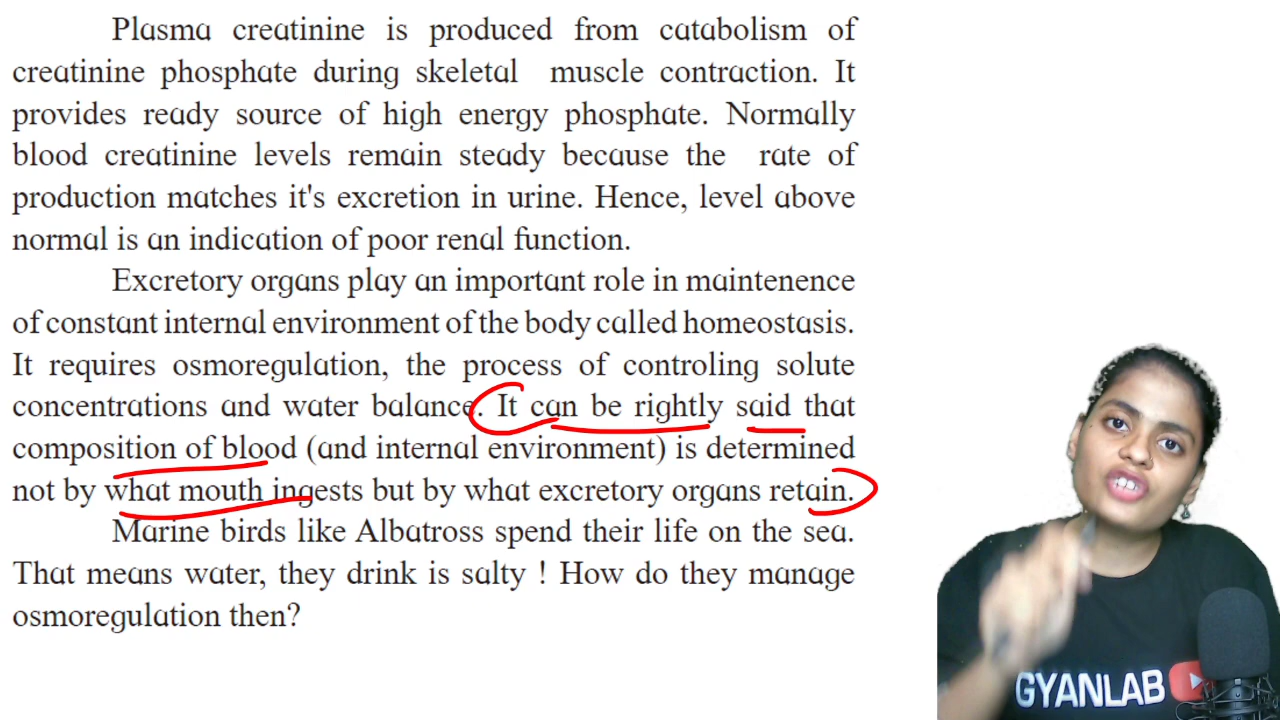 Plasma creatinine is produced from catabolism of
creatinine phosphate during skeletal muscle contraction. It
provides ready source of high energy phosphate. Normally
blood creatinine levels remain steady because the rate of
production matches it's excretion in urine. Hence, level above
normal is an indication of poor renal function.
Excretory organs play an important role in maintenence
of constant internal environment of the body called homeostasis.
It requires osmoregulation, the process of controling solute
concentrations and water balance. It can be rightly said that
composition of blood (and internal environment) is determined
not by what mouth ingests but by what excretory organs retain.
Marine birds like Albatross spend their life on the sea.
That means water, they drink is salty ! How do they manage
osmoregulation then?
GYANLAB